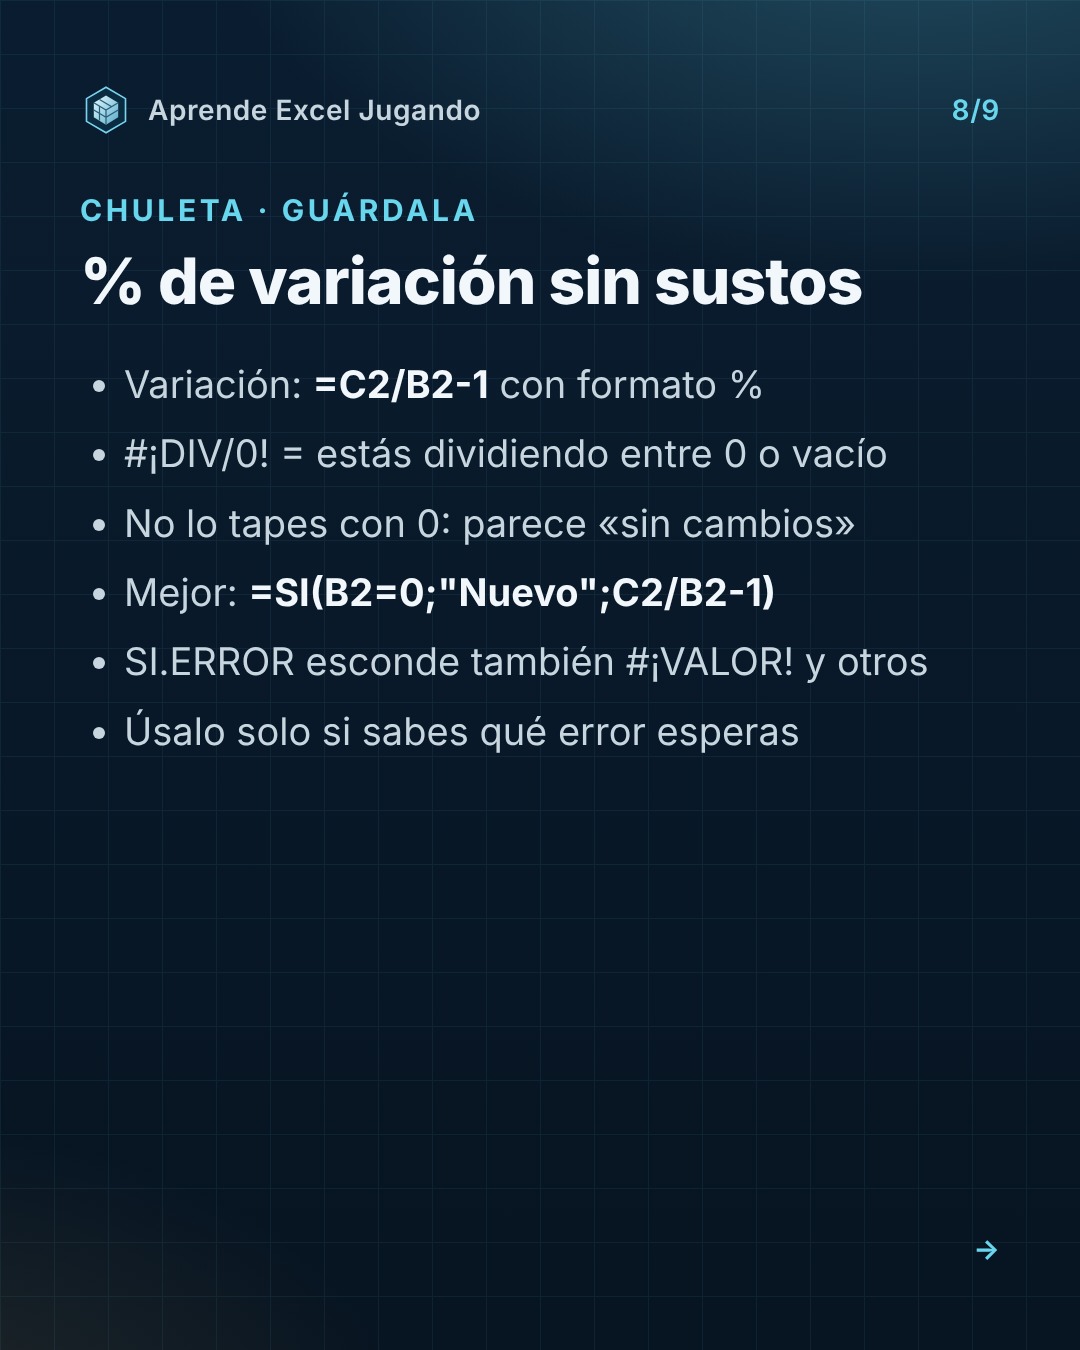 Aprende Excel Jugando
8/9
CHULETA · GUÁRDALA
% de variación sin sustos
• Variación: =C2/B2-1 con formato %
• #¡DIV/0! = estás dividiendo entre 0 o vacío
• No lo tapes con 0: parece «sin cambios»
• Mejor: =SI(B2=0;"Nuevo";C2/B2-1)
• SI.ERROR esconde también #¡VALOR! y otros
• Úsalo solo si sabes qué error esperas
→